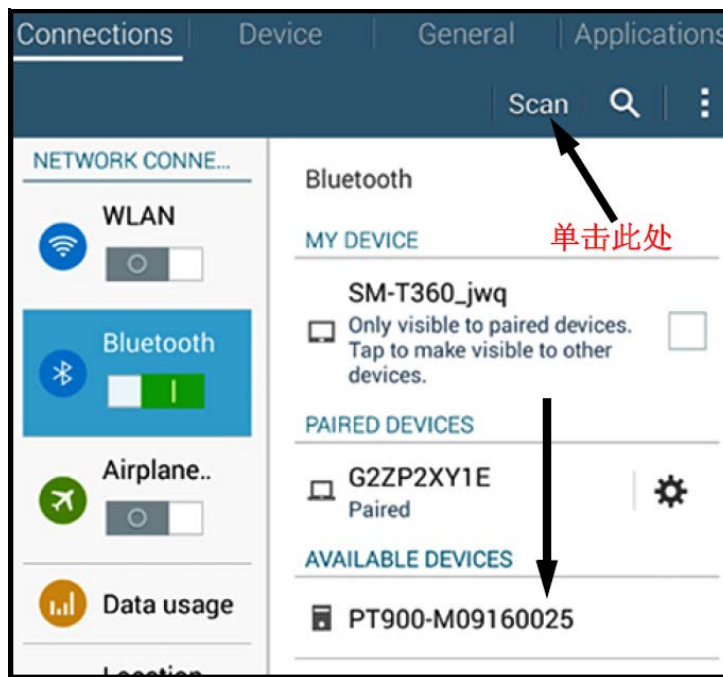 Connections Device General Applications
Scan
NETWORK CONNE...
WLAN
Bluetooth
Airplane..
Data usage
Location
Bluetooth
MY DEVICE
单击此处
SM-T360_jwq
Only visible to paired devices.
Tap to make visible to other
devices.
PAIRED DEVICES
G2ZP2XY1E
Paired
AVAILABLE DEVICES
PT900-M09160025